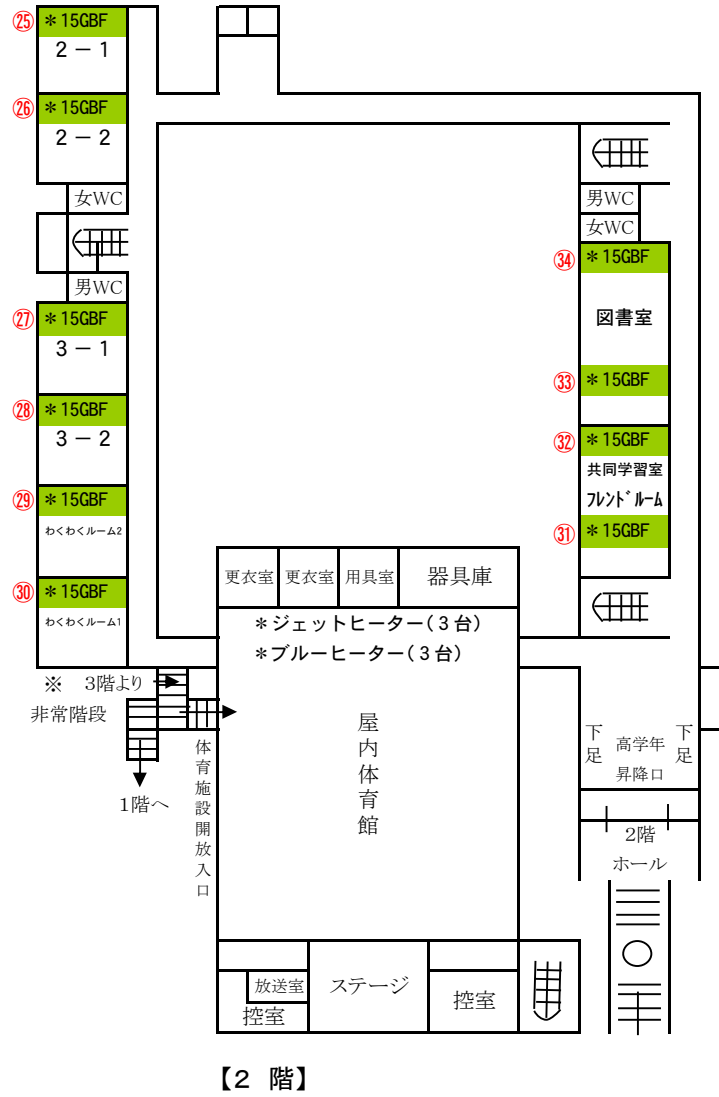 ㉕ ＊15GBF
２－１
㉖ ＊15GBF
２－２
女WC
男WC
㉗ ＊15GBF
３－１
㉘ ＊15GBF
３－２
㉙ ＊15GBF
わくわくルーム2
㉚ ＊15GBF
わくわくルーム1
※ 3階より
非常階段
1階へ
体育施設開放入口
男WC
女WC
㉞ ＊15GBF
図書室
㉝ ＊15GBF
㉜ ＊15GBF
共同学習室
ﾌﾚﾝﾄﾞﾙｰﾑ
㉛ ＊15GBF
更衣室 更衣室 用具室 器具庫
＊ジェットヒーター(３台)
＊ブルーヒーター(３台)
屋内体育館
下足 高学年 下足
昇降口
2階
ホール
放送室
控室
ステージ
控室
【２ 階】